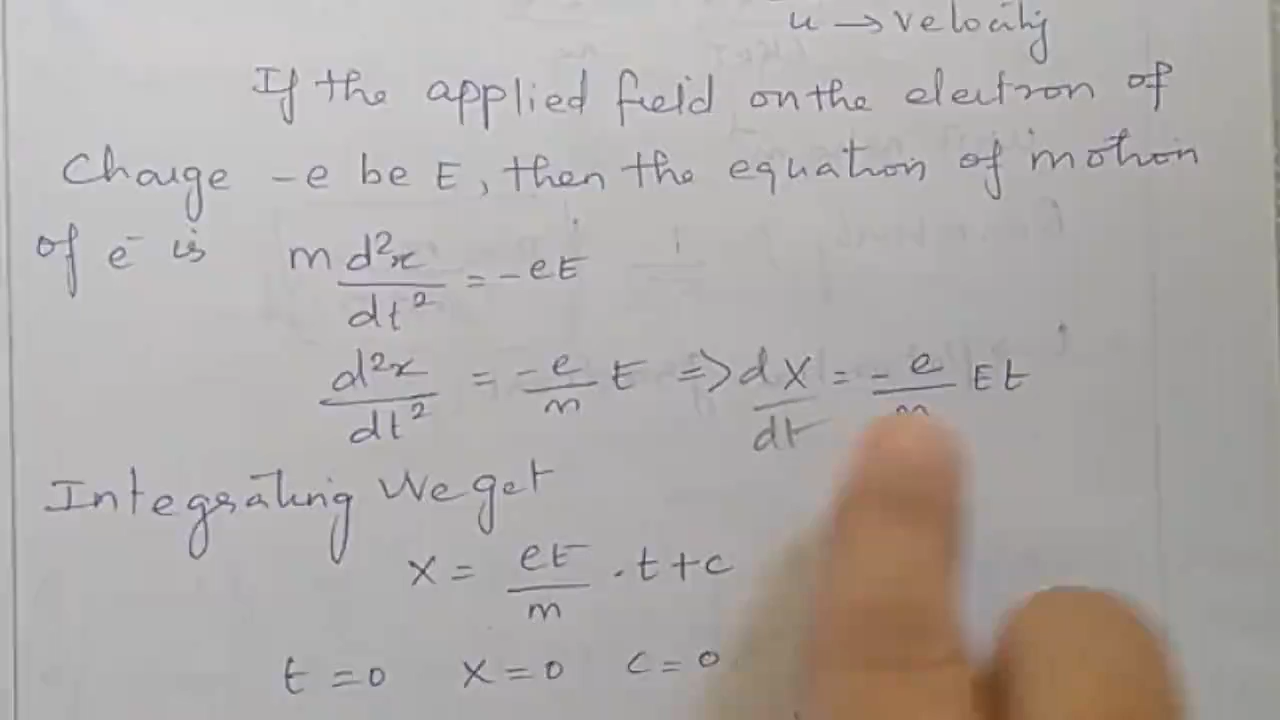 u → velocity
If the applied field on the electron of
Charge -e be E, then the equation of motion
of e⁻ is m d²x/dt² = -eE
d²x/dt² = -e/m E => dx/dt = -e/m Et
Integrating We get
x = eE/m . t + c
t = 0 x = 0 c = 0